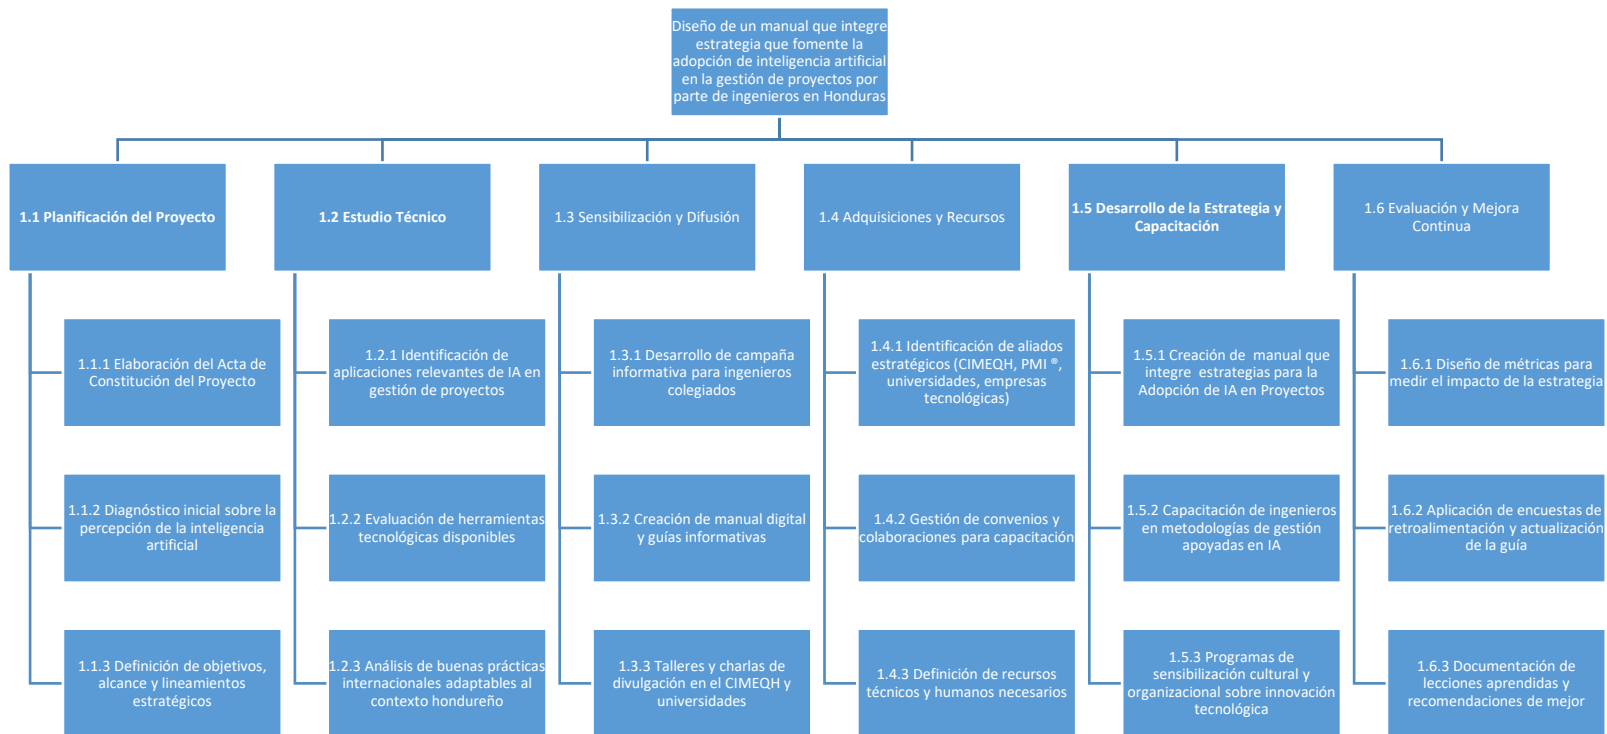 Diseño de un manual que integre
estrategia que fomente la
adopción de inteligencia artificial
en la gestión de proyectos por
parte de ingenieros en Honduras
1.1 Planificación del Proyecto
1.2 Estudio Técnico
1.3 Sensibilización y Difusión
1.4 Adquisiciones y Recursos
1.5 Desarrollo de la Estrategia y
Capacitación
1.6 Evaluación y Mejora
Continua
1.1.1 Elaboración del Acta de
Constitución del Proyecto
1.2.1 Identificación de
aplicaciones relevantes de IA en
gestión de proyectos
1.3.1 Desarrollo de campaña
informativa para ingenieros
colegiados
1.4.1 Identificación de aliados
estratégicos (CIMEQH, PMI ®,
universidades, empresas
tecnológicas)
1.5.1 Creación de manual que
integre estrategias para la
Adopción de IA en Proyectos
1.6.1 Diseño de métricas para
medir el impacto de la estrategia
1.1.2 Diagnóstico inicial sobre la
percepción de la inteligencia
artificial
1.2.2 Evaluación de herramientas
tecnológicas disponibles
1.3.2 Creación de manual digital
y guías informativas
1.4.2 Gestión de convenios y
colaboraciones para capacitación
1.5.2 Capacitación de ingenieros
en metodologías de gestión
apoyadas en IA
1.6.2 Aplicación de encuestas de
retroalimentación y actualización
de la guía
1.1.3 Definición de objetivos,
alcance y lineamientos
estratégicos
1.2.3 Análisis de buenas prácticas
internacionales adaptables al
contexto hondureño
1.3.3 Talleres y charlas de
divulgación en el CIMEQH y
universidades
1.4.3 Definición de recursos
técnicos y humanos necesarios
1.5.3 Programas de
sensibilización cultural y
organizacional sobre innovación
tecnológica
1.6.3 Documentación de
lecciones aprendidas y
recomendaciones de mejor